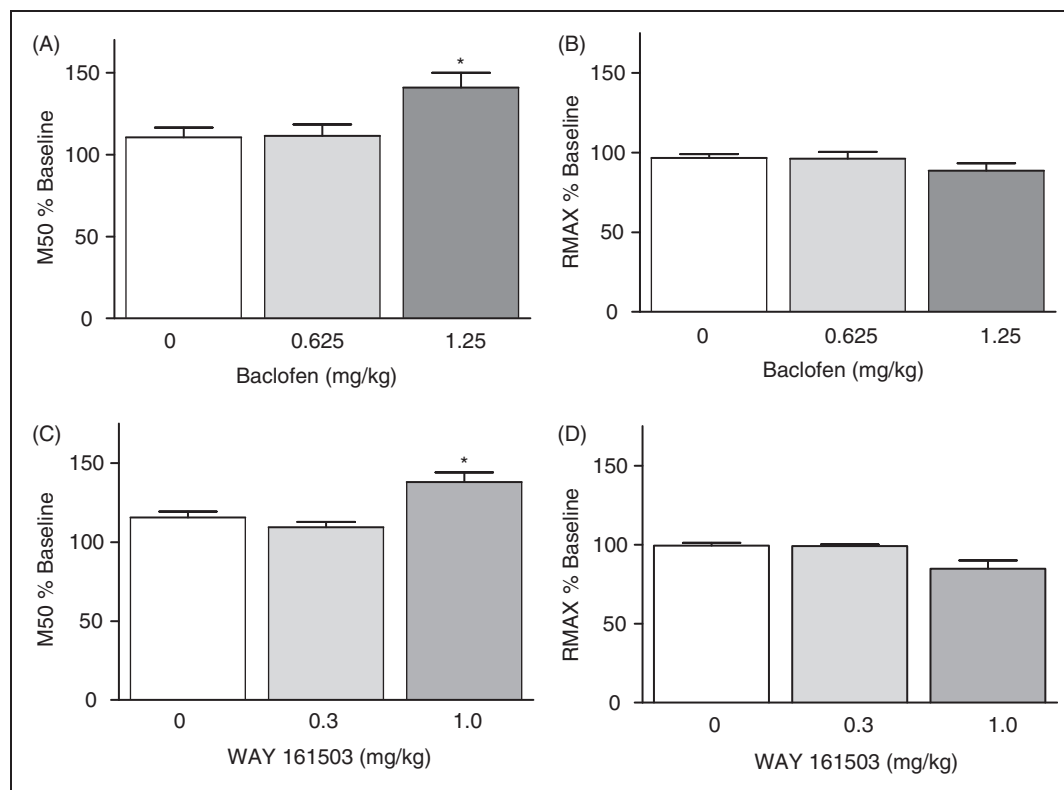 (A)
*
150
100
50
0
M50 % Baseline
0 0.625 1.25
Baclofen (mg/kg)
(B)
150
100
50
0
RMAX % Baseline
0 0.625 1.25
Baclofen (mg/kg)
(C)
*
150
100
50
0
M50 % Baseline
0 0.3 1.0
WAY 161503 (mg/kg)
(D)
150
100
50
0
RMAX % Baseline
0 0.3 1.0
WAY 161503 (mg/kg)